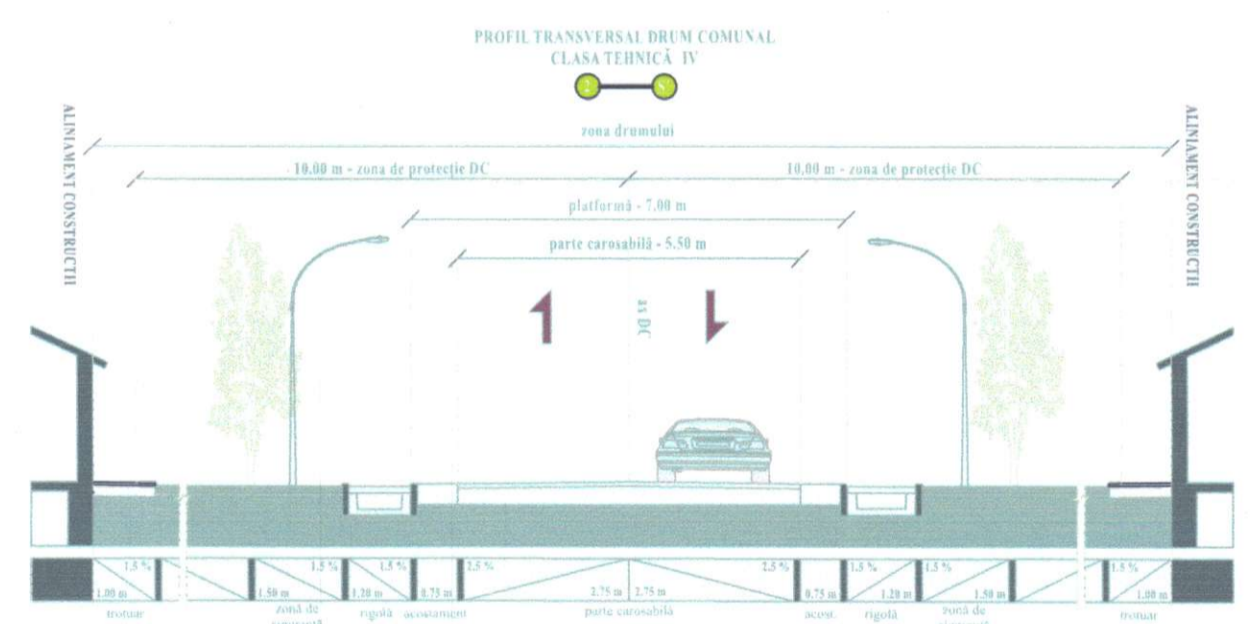 PROFIL TRANSVERSAL DRUM COMUNAL
CLASA TEHNICĂ IV
2
ALINIAMENT CONSTRUCTII
ALINIAMENT CONSTRUCTII
zona drumului
10,00 m - zona de protecție DC
10,00 m - zona de protecție DC
platformă - 7,00 m
parte carosabilă - 5.50 m
ax DC
1.5 %
1.5 %
1.5 %
2.5 %
2.5 %
1.5 %
1.5 %
1.5 %
1.00 m
1.50 m
1.20 m
0.75 m
2.75 m
2.75 m
0.75 m
1.20 m
1.50 m
1.00 m
trotuar
zonă de
rigolă
acostament
parte carosabilă
acost.
rigolă
zonă de
trotuar
siguranță